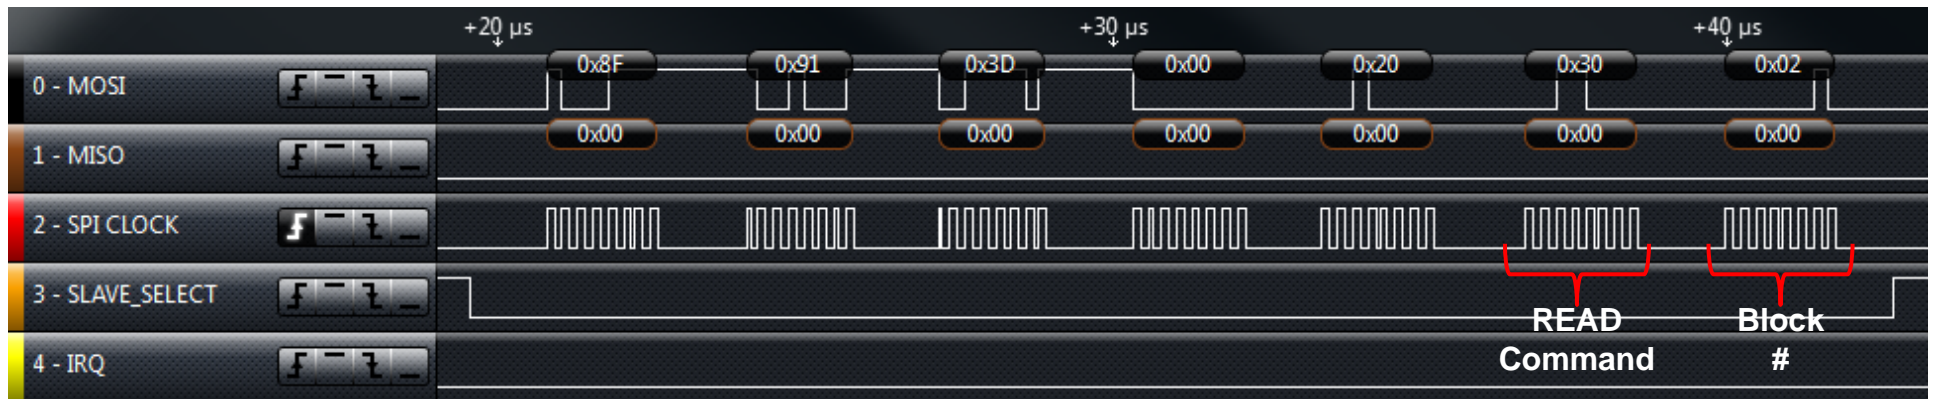 +20 µs +30 µs +40 µs
0x8F 0x91 0x3D 0x00 0x20 0x30 0x02
0 - MOSI
0x00 0x00 0x00 0x00 0x00 0x00 0x00
1 - MISO
2 - SPI CLOCK
3 - SLAVE_SELECT
READ
Command
Block
#
4 - IRQ